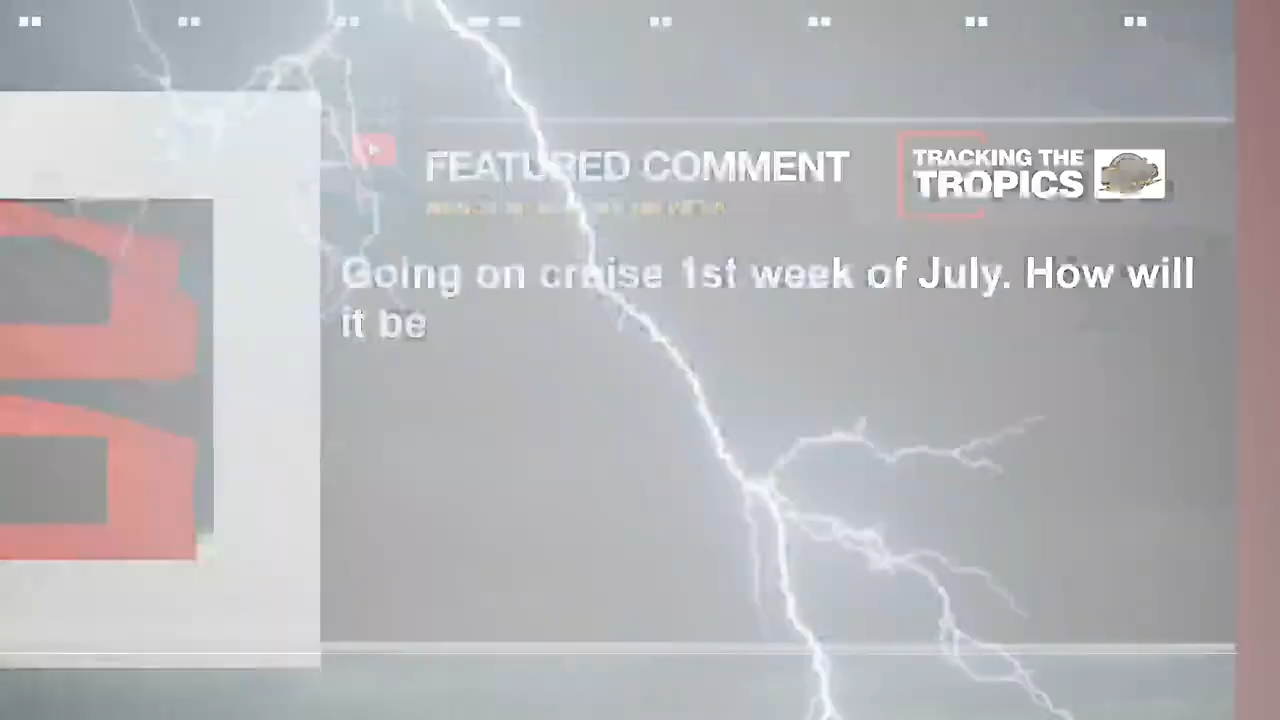 FEATURED COMMENT
TRACKING THE
TROPICS
Going on cruise 1st week of July. How will
it be